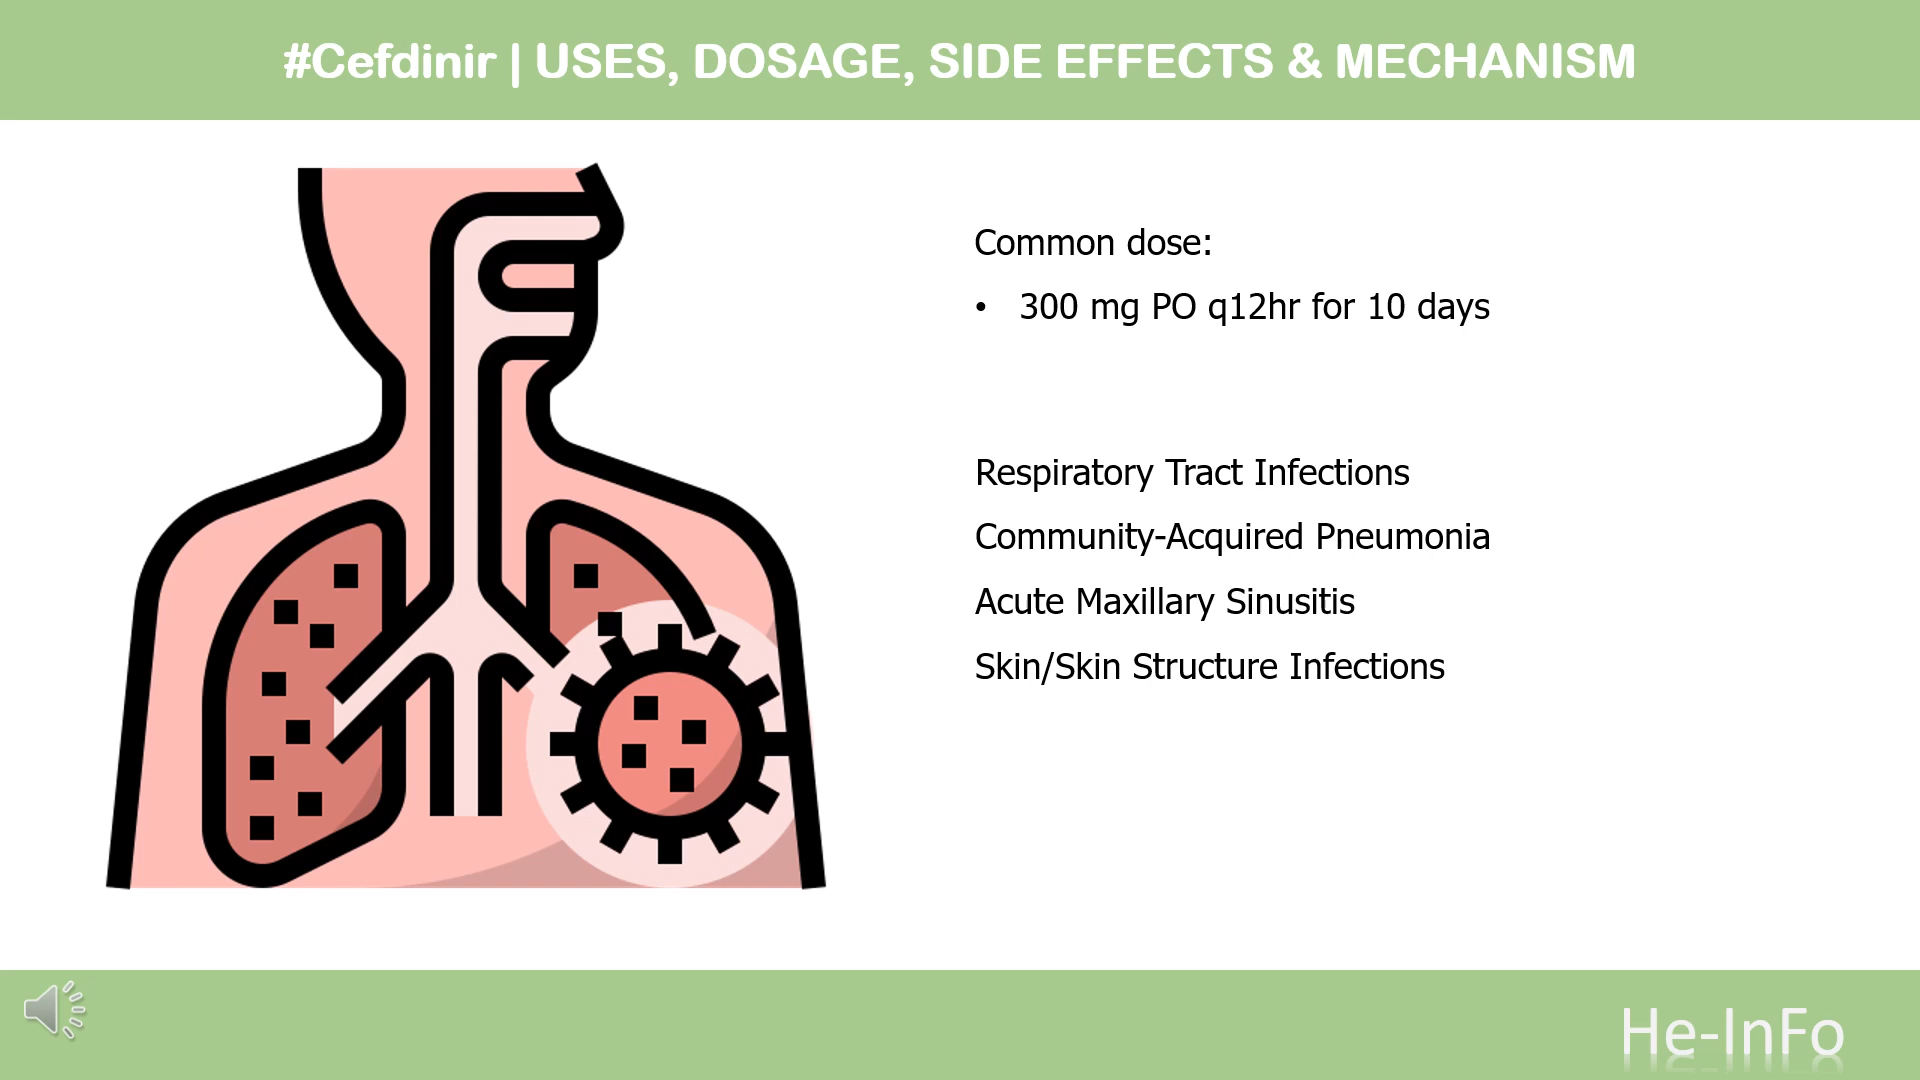 #Cefdinir | USES, DOSAGE, SIDE EFFECTS & MECHANISM
Common dose:
• 300 mg PO q12hr for 10 days
Respiratory Tract Infections
Community-Acquired Pneumonia
Acute Maxillary Sinusitis
Skin/Skin Structure Infections
He-InFo